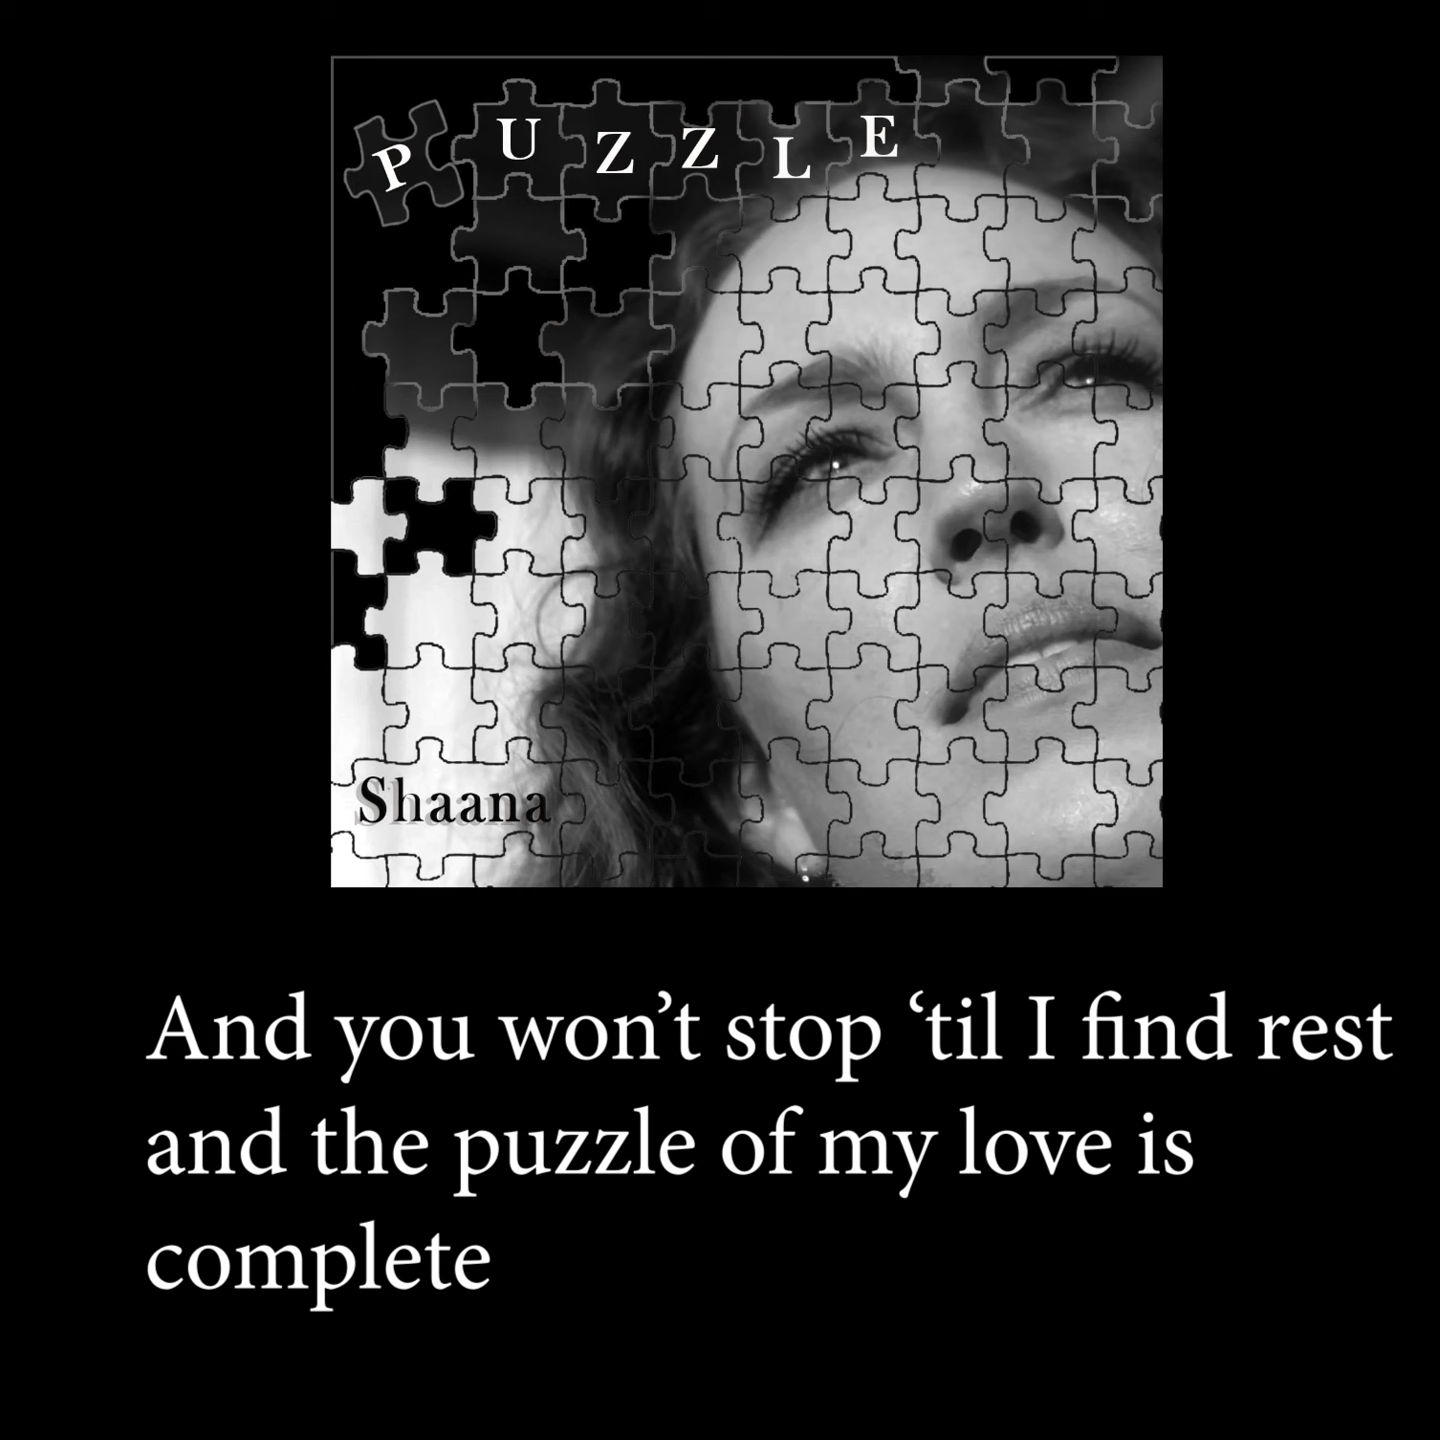 PUZZLE
Shaana
And you won’t stop ‘til I find rest
and the puzzle of my love is
complete